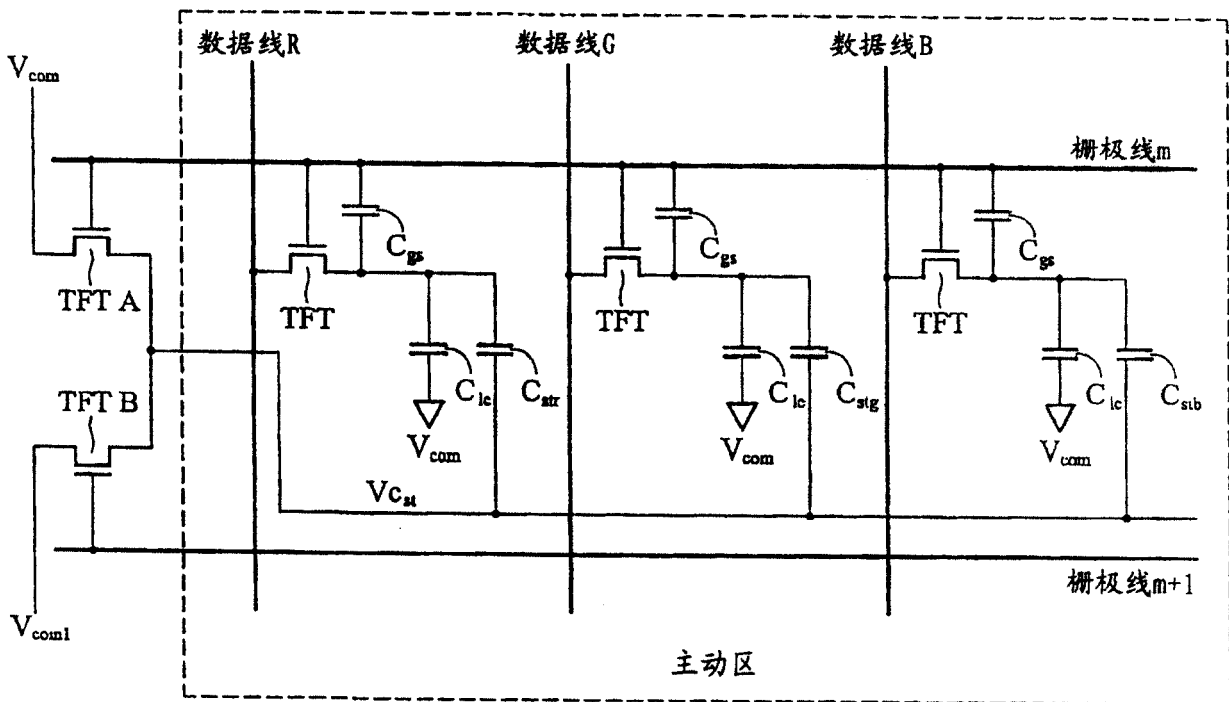 数据线R
数据线G
数据线B
Vcom
栅极线m
Cgs
Cgs
Cgs
TFT A
TFT
TFT
TFT
TFT B
Clc
Cstr
Clc
Cstg
Clc
Cstb
Vcom
Vcom
Vcom
Vcst
栅极线m+1
Vcom1
主动区